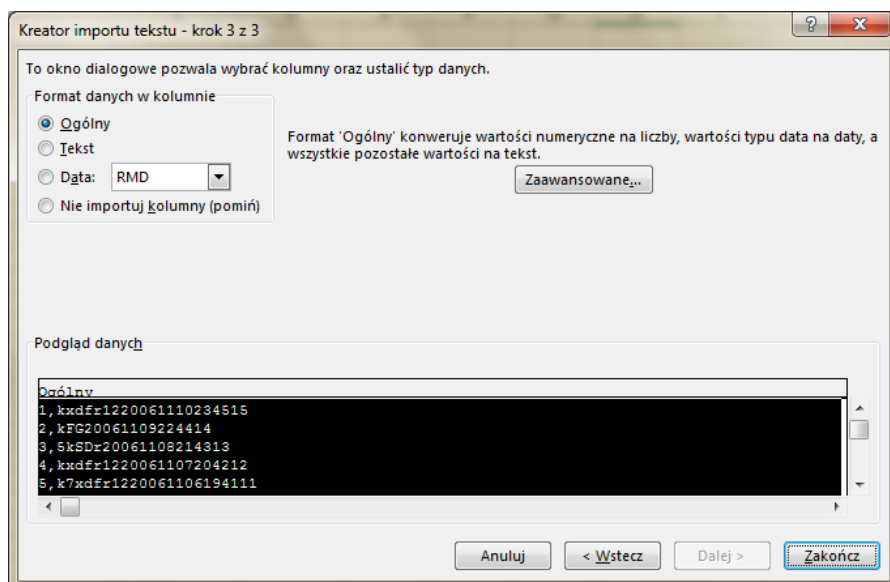 Kreator importu tekstu - krok 3 z 3
To okno dialogowe pozwala wybrać kolumny oraz ustalić typ danych.
Format danych w kolumnie
Ogólny
Tekst
Data: RMD
Nie importuj kolumny (pomiń)
Format 'Ogólny' konweruje wartości numeryczne na liczby, wartości typu data na daty, a
wszystkie pozostałe wartości na tekst.
Zaawansowane...
Podgląd danych
Ogólny
1,kxdfr1220061110234515
2,kFG20061109224414
3,5kSDr20061108214313
4,kxdfr1220061107204212
5,k7xdfr1220061106194111
Anuluj < Wstecz Dalej > Zakończ